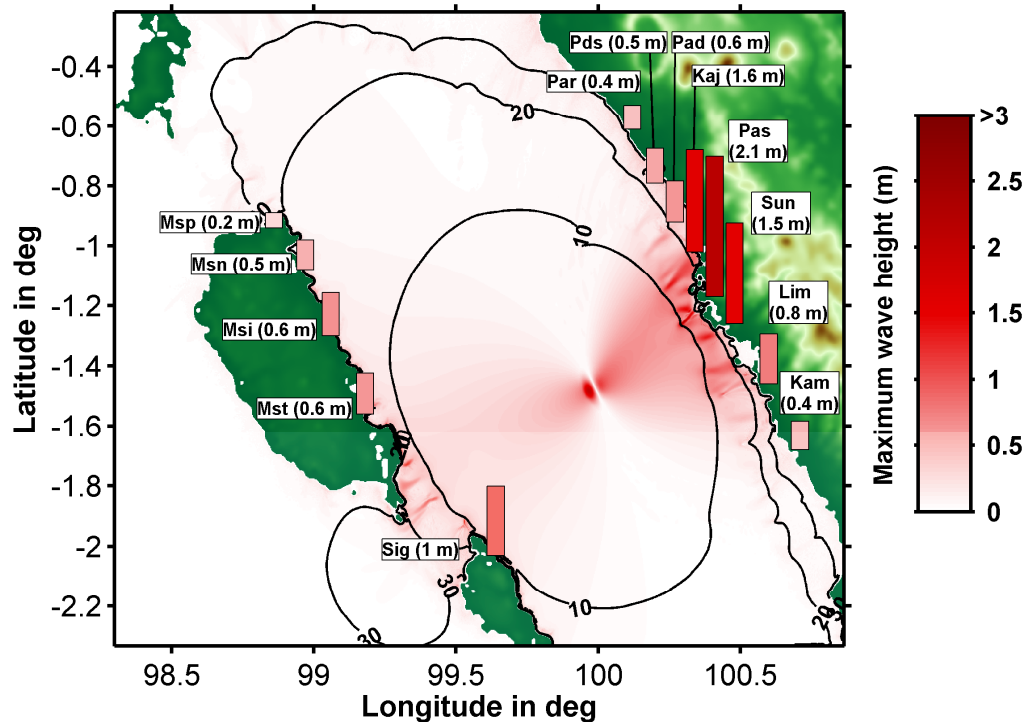 Pds (0.5 m)
Pad (0.6 m)
Par (0.4 m)
Kaj (1.6 m)
Pas
(2.1 m)
Sun
(1.5 m)
Lim
(0.8 m)
Kam
(0.4 m)
Msp (0.2 m)
Msn (0.5 m)
Msi (0.6 m)
Mst (0.6 m)
Sig (1 m)
20
10
10
30
30
20
-0.4
-0.6
-0.8
-1
-1.2
-1.4
-1.6
-1.8
-2
-2.2
Latitude in deg
98.5
99
99.5
100
100.5
Longitude in deg
Maximum wave height (m)
>3
2.5
2
1.5
1
0.5
0